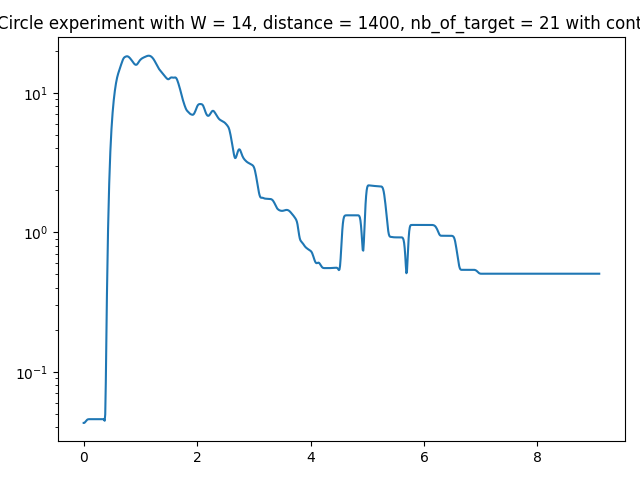 Circle experiment with W = 14, distance = 1400, nb_of_target = 21 with cont
10¹
10⁰
10⁻¹
0 2 4 6 8